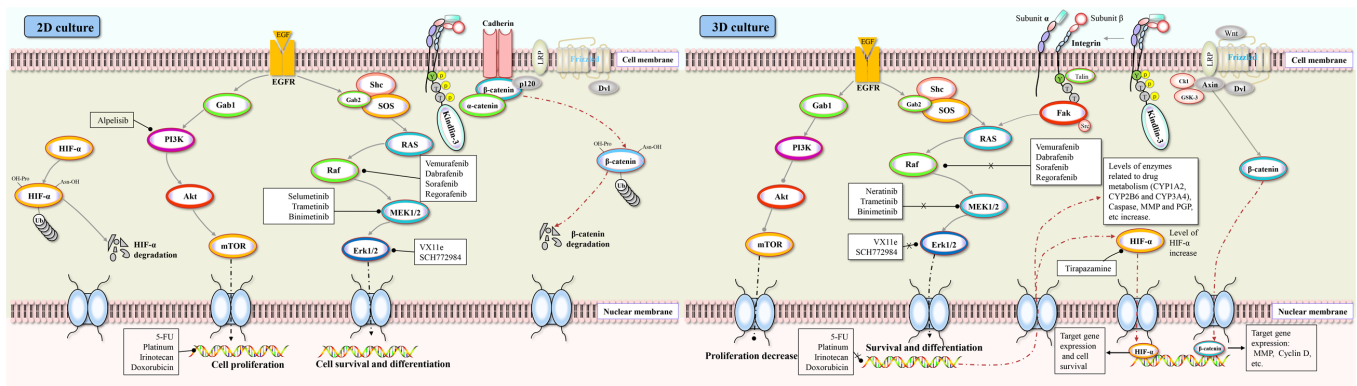 2D culture
EGF
EGFR
Cadherin
LRP
Frizzled
Cell membrane
Gab1
Gab2
Shc
SOS
Y
P
T
P
T
Kindlin-3
β-catenin
p120
α-catenin
Dvl
Alpelisib
PI3K
HIF-α
RAS
Raf
Vemurafenib
Dabrafenib
Sorafenib
Regorafenib
OH-Pro
Asn-OH
β-catenin
Ub
OH-Pro
Asn-OH
HIF-α
Ub
Akt
Selumetinib
Trametinib
Binimetinib
MEK1/2
HIF-α
degradation
mTOR
Erk1/2
VX11e
SCH772984
β-catenin
degradation
Nuclear membrane
5-FU
Platinum
Irinotecan
Doxorubicin
Cell proliferation
Cell survival and differentiation
3D culture
Subunit α
Subunit β
Integrin
Wnt
EGF
EGFR
LRP
Frizzled
Cell membrane
Gab1
Gab2
Shc
SOS
Y
Talin
T
T
Fak
Src
Y
P
T
P
T
Kindlin-3
Ck1
GSK-3
Axin
Dvl
PI3K
RAS
Raf
X
Vemurafenib
Dabrafenib
Sorafenib
Regorafenib
Levels of enzymes
related to drug
metabolism (CYP1A2,
CYP2B6 and CYP3A4),
Caspase, MMP and PGP,
etc increase.
β-catenin
Akt
Neratinib
Trametinib
Binimetinib
X
MEK1/2
mTOR
VX11e
SCH772984
X
Erk1/2
HIF-α
Level of
HIF-α
increase
Tirapazamine
Nuclear membrane
Proliferation decrease
5-FU
Platinum
Irinotecan
Doxorubicin
X
Survival and differentiation
Target gene
expression
and cell
survival
HIF-α
β-catenin
Target gene
expression:
MMP, Cyclin D,
etc.